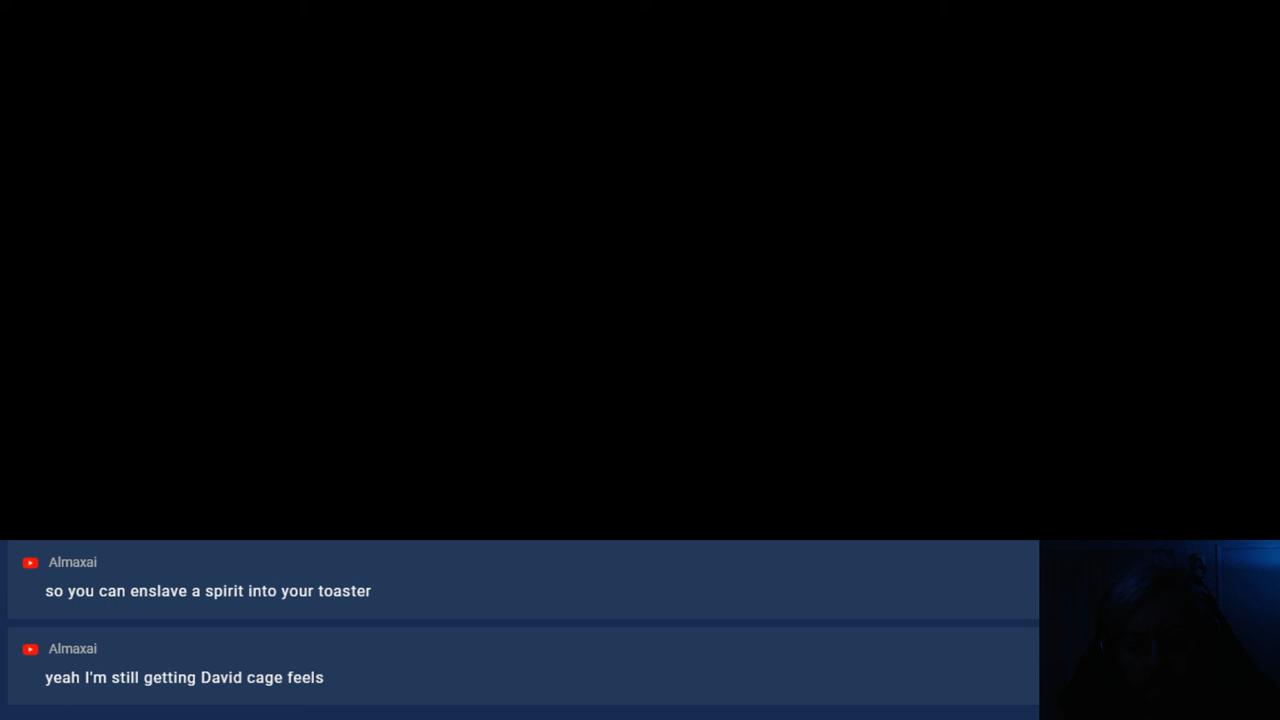 Almaxai
so you can enslave a spirit into your toaster
Almaxai
yeah I'm still getting David cage feels